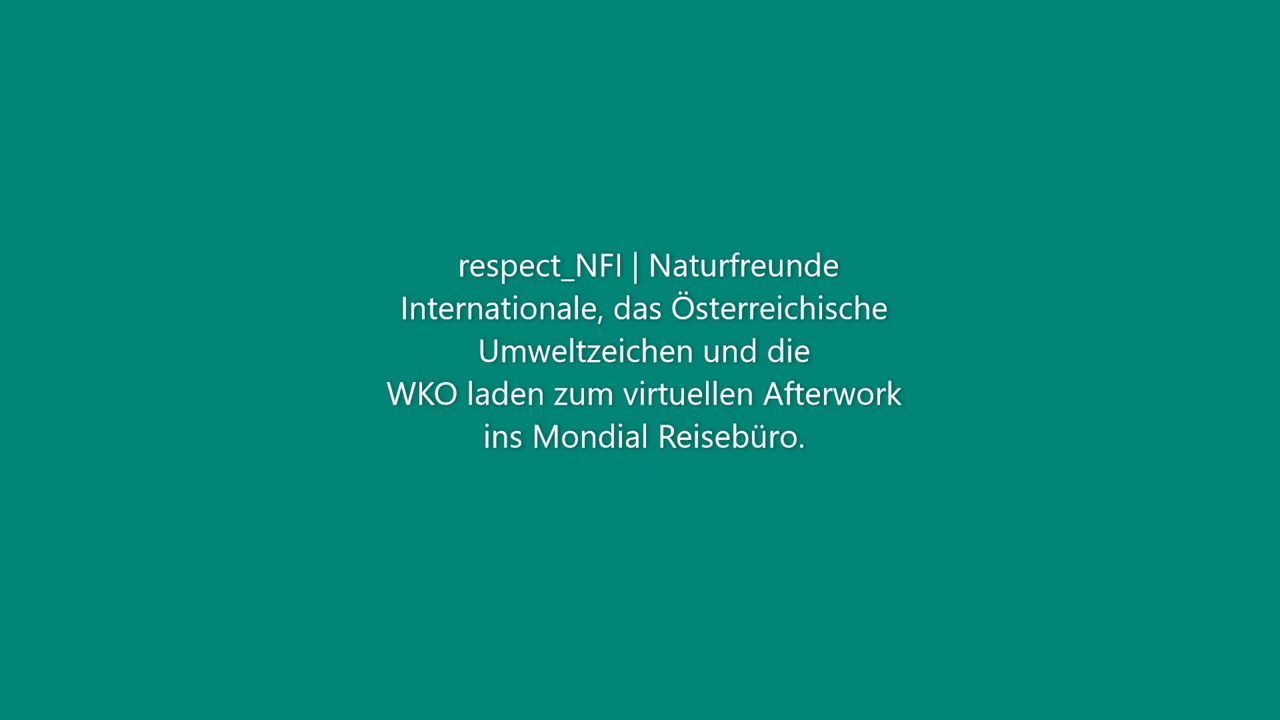 respect_NFI | Naturfreunde
Internationale, das Österreichische
Umweltzeichen und die
WKO laden zum virtuellen Afterwork
ins Mondial Reisebüro.